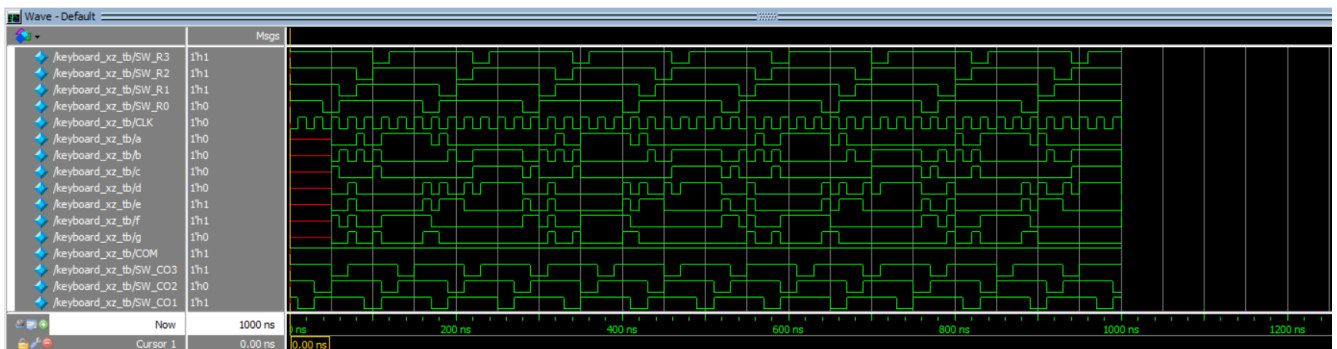 Wave - Default
Msgs
/keyboard_xz_tb/SW_R3 1'h1
/keyboard_xz_tb/SW_R2 1'h1
/keyboard_xz_tb/SW_R1 1'h1
/keyboard_xz_tb/SW_R0 1'h0
/keyboard_xz_tb/CLK 1'h0
/keyboard_xz_tb/a 1'h0
/keyboard_xz_tb/b 1'h0
/keyboard_xz_tb/c 1'h0
/keyboard_xz_tb/d 1'h0
/keyboard_xz_tb/e 1'h1
/keyboard_xz_tb/f 1'h1
/keyboard_xz_tb/g 1'h0
/keyboard_xz_tb/COM 1'h1
/keyboard_xz_tb/SW_CO3 1'h1
/keyboard_xz_tb/SW_CO2 1'h0
/keyboard_xz_tb/SW_CO1 1'h1
Now 1000 ns ns 200 ns 400 ns 600 ns 800 ns 1000 ns 1200 ns
Cursor 1 0.00 ns 0.00 ns